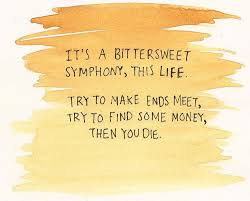 IT'S A BITTERSWEET
SYMPHONY, THIS LIFE.
TRY TO MAKE ENDS MEET,
TRY TO FIND SOME MONEY,
THEN YOU DIE.